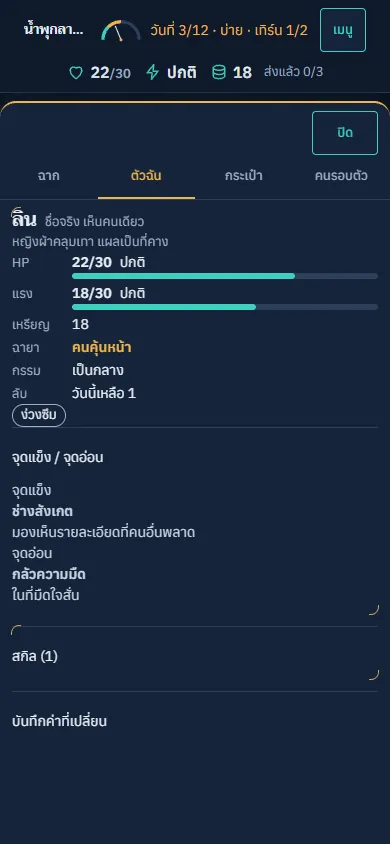 น้ำพุกลา... วันที่ 3/12 · บ่าย · เทิร์น 1/2 เมนู
22/30 ปกติ 18 ส่งแล้ว 0/3
ปิด
ฉาก ตัวฉัน กระเป๋า คนรอบตัว
ลิน ชื่อจริง เห็นคนเดียว
หญิงผ้าคลุมเทา แผลเป็นที่คาง
HP 22/30 ปกติ
แรง 18/30 ปกติ
เหรียญ 18
ฉายา คนคุ้นหน้า
กรรม เป็นกลาง
ลับ วันนี้เหลือ 1
ง่วงซึม
จุดแข็ง / จุดอ่อน
จุดแข็ง
ช่างสังเกต
มองเห็นรายละเอียดที่คนอื่นพลาด
จุดอ่อน
กลัวความมืด
ในที่มืดใจสั่น
สกิล (1)
บันทึกค่าที่เปลี่ยน